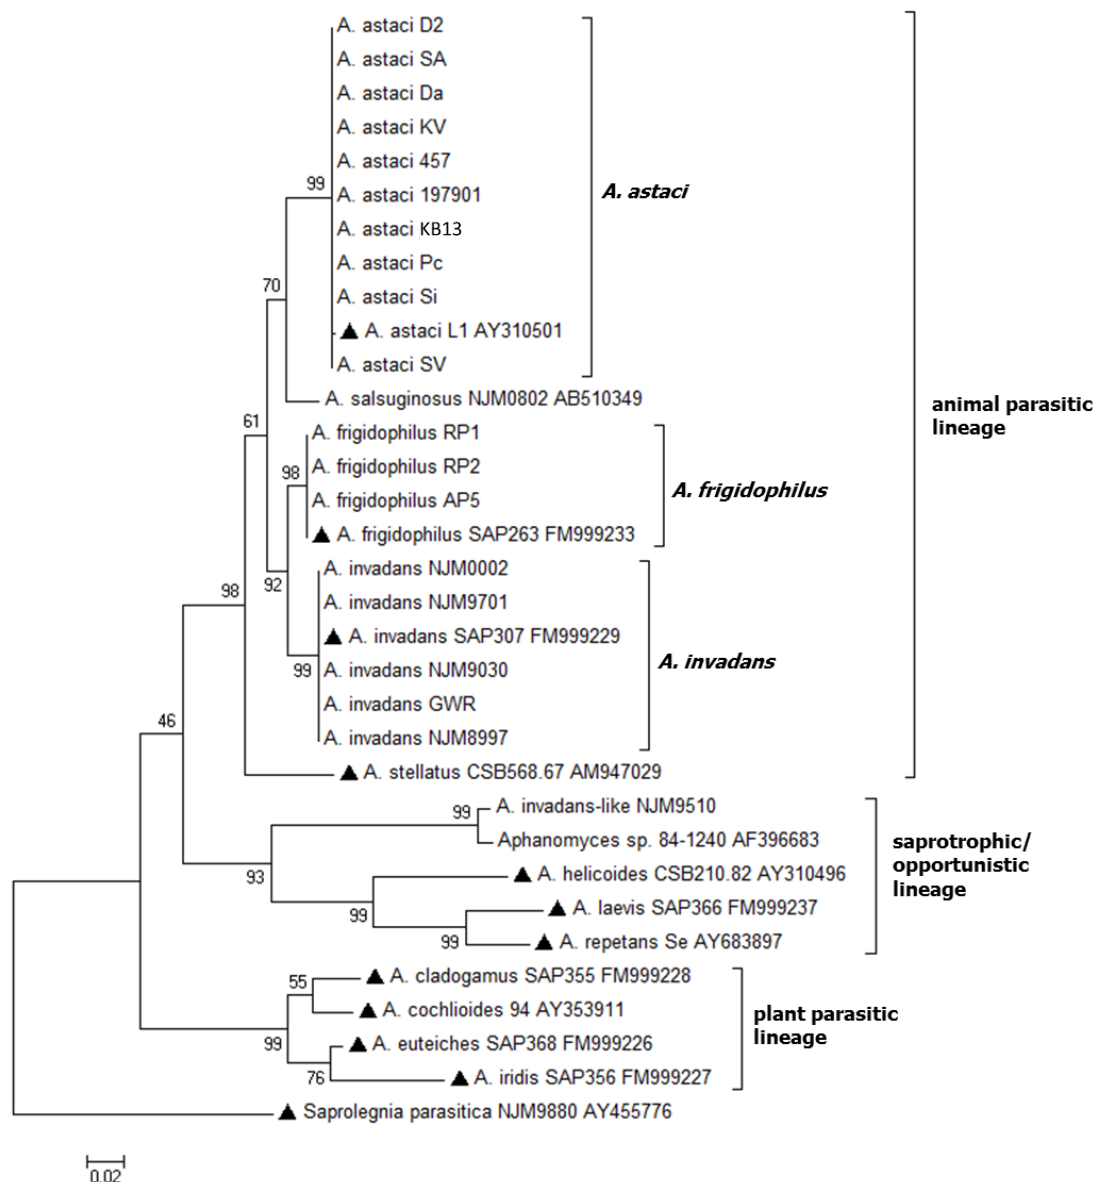 A. astaci D2
A. astaci SA
A. astaci Da
A. astaci KV
A. astaci 457
99
A. astaci 197901
A. astaci
A. astaci KB13
A. astaci Pc
70
A. astaci Si
A. astaci L1 AY310501
A. astaci SV
A. salsuginosus NJM0802 AB510349
animal parasitic
lineage
61
A. frigidophilus RP1
A. frigidophilus RP2
98
A. frigidophilus
A. frigidophilus AP5
A. frigidophilus SAP263 FM999233
A. invadans NJM0002
92
98
A. invadans NJM9701
A. invadans SAP307 FM999229
A. invadans
99
A. invadans NJM9030
A. invadans GWR
46
A. invadans NJM8997
A. stellatus CSB568.67 AM947029
99
A. invadans-like NJM9510
Aphanomyces sp. 84-1240 AF396683
saprotrophic/
opportunistic
lineage
93
A. helicoides CSB210.82 AY310496
99
A. laevis SAP366 FM999237
99
A. repetans Se AY683897
55
A. cladogamus SAP355 FM999228
A. cochlioides 94 AY353911
plant parasitic
lineage
99
A. euteiches SAP368 FM999226
76
A. iridis SAP356 FM999227
Saprolegnia parasitica NJM9880 AY455776
0.02